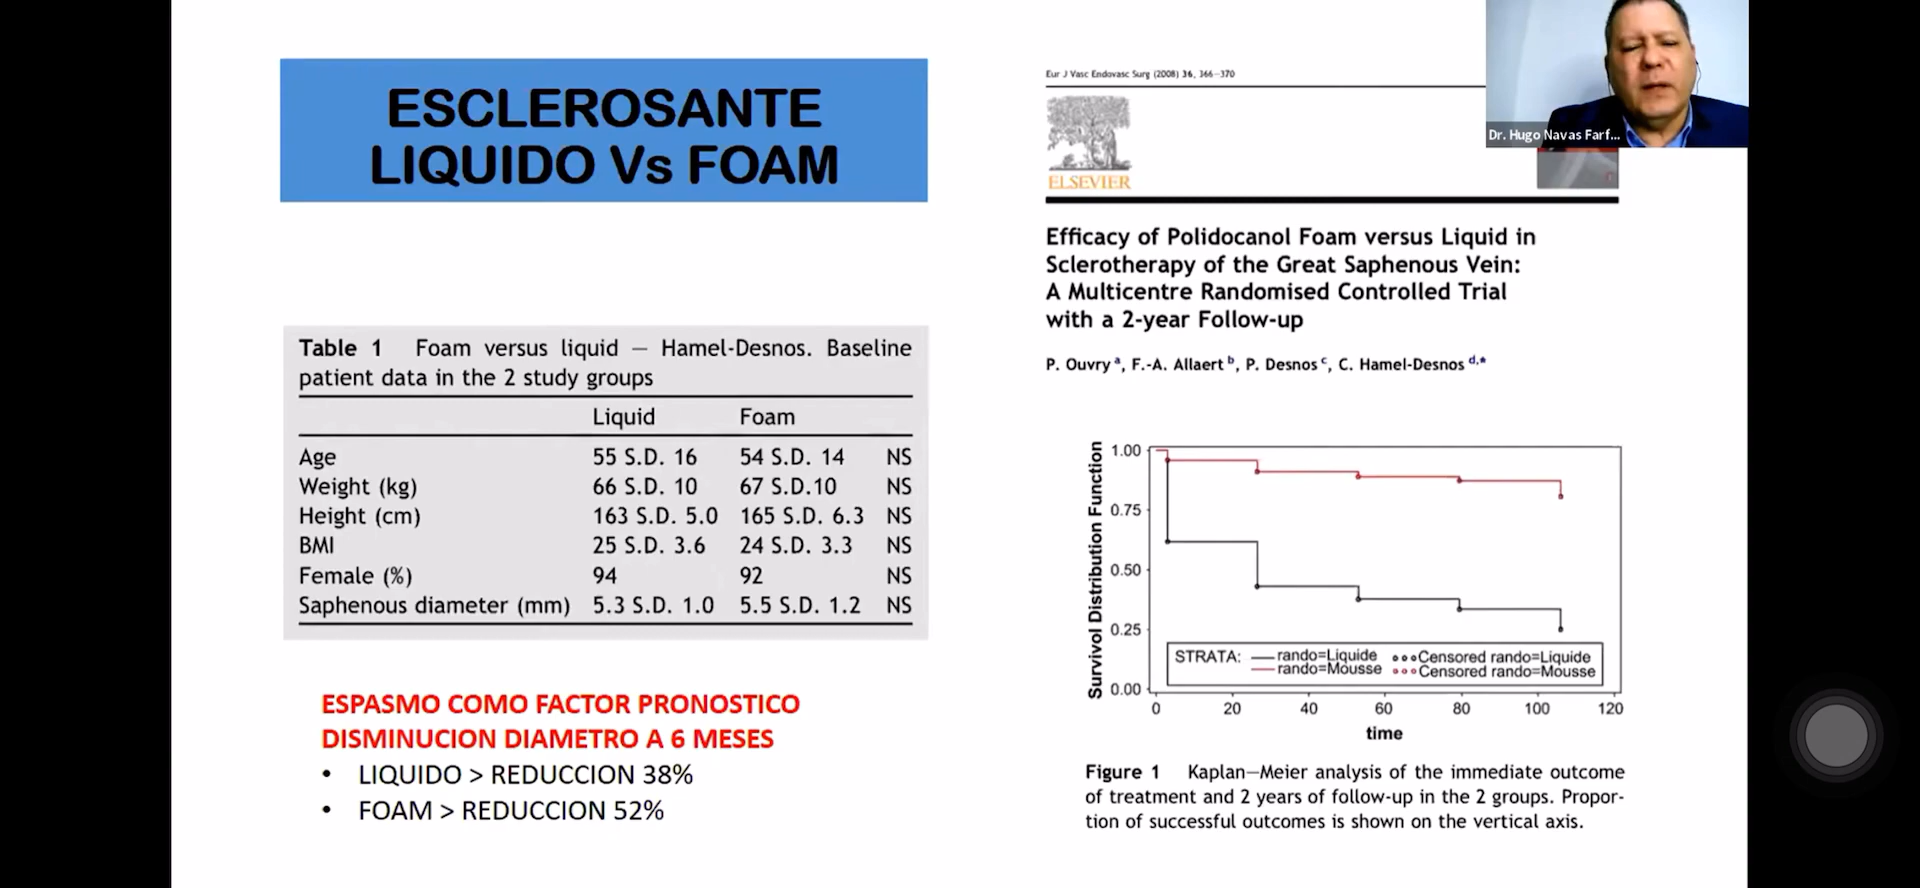 ESCLEROSANTE
LIQUIDO Vs FOAM
Table 1 Foam versus liquid — Hamel-Desnos. Baseline
patient data in the 2 study groups
Liquid Foam
Age 55 S.D. 16 54 S.D. 14 NS
Weight (kg) 66 S.D. 10 67 S.D.10 NS
Height (cm) 163 S.D. 5.0 165 S.D. 6.3 NS
BMI 25 S.D. 3.6 24 S.D. 3.3 NS
Female (%) 94 92 NS
Saphenous diameter (mm) 5.3 S.D. 1.0 5.5 S.D. 1.2 NS
ESPASMO COMO FACTOR PRONOSTICO
DISMINUCION DIAMETRO A 6 MESES
• LIQUIDO > REDUCCION 38%
• FOAM > REDUCCION 52%
Eur J Vasc Endovasc Surg (2008) 36, 366–370
ELSEVIER
Dr. Hugo Navas Farf...
Efficacy of Polidocanol Foam versus Liquid in
Sclerotherapy of the Great Saphenous Vein:
A Multicentre Randomised Controlled Trial
with a 2-year Follow-up
P. Ouvry a, F.-A. Allaert b, P. Desnos c, C. Hamel-Desnos d,*
Survivol Distribution Function
1.00
0.75
0.50
0.25
0.00
STRATA: rando=Liquide Censored rando=Liquide
rando=Mousse Censored rando=Mousse
0 20 40 60 80 100 120
time
Figure 1 Kaplan—Meier analysis of the immediate outcome
of treatment and 2 years of follow-up in the 2 groups. Propor-
tion of successful outcomes is shown on the vertical axis.